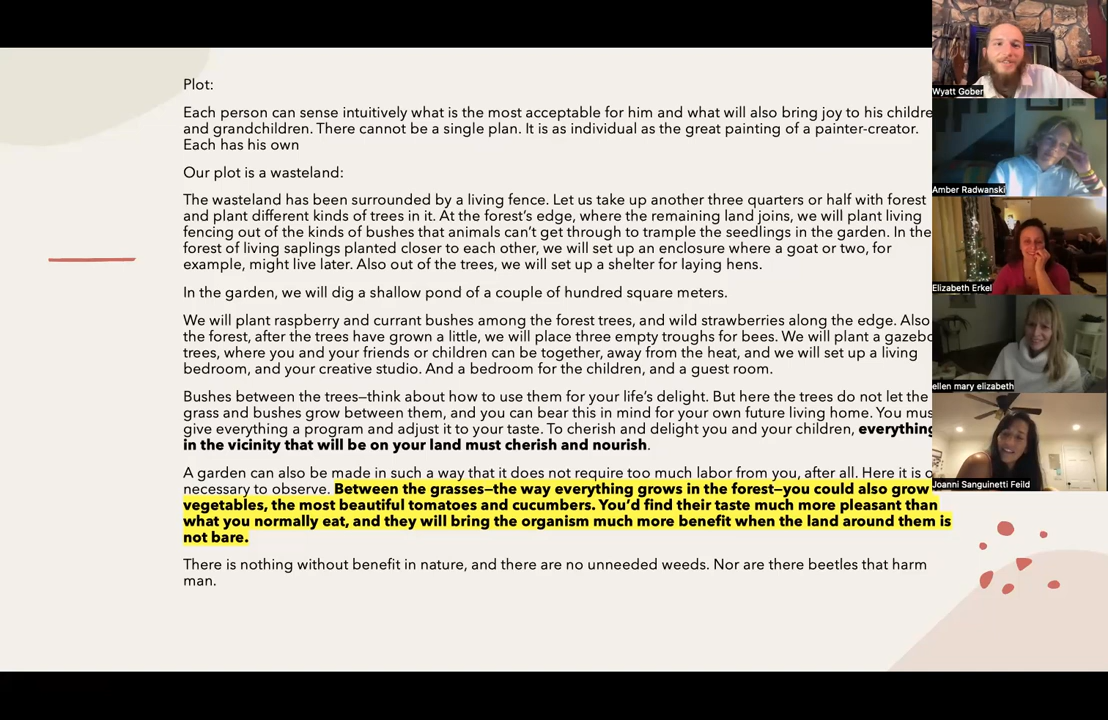 Plot:
Each person can sense intuitively what is the most acceptable for him and what will also bring joy to his childre
and grandchildren. There cannot be a single plan. It is as individual as the great painting of a painter-creator.
Each has his own
Our plot is a wasteland:
The wasteland has been surrounded by a living fence. Let us take up another three quarters or half with forest
and plant different kinds of trees in it. At the forest’s edge, where the remaining land joins, we will plant living
fencing out of the kinds of bushes that animals can’t get through to trample the seedlings in the garden. In the
forest of living saplings planted closer to each other, we will set up an enclosure where a goat or two, for
example, might live later. Also out of the trees, we will set up a shelter for laying hens.
In the garden, we will dig a shallow pond of a couple of hundred square meters.
We will plant raspberry and currant bushes among the forest trees, and wild strawberries along the edge. Also
the forest, after the trees have grown a little, we will place three empty troughs for bees. We will plant a gazebo
trees, where you and your friends or children can be together, away from the heat, and we will set up a living
bedroom, and your creative studio. And a bedroom for the children, and a guest room.
Bushes between the trees—think about how to use them for your life’s delight. But here the trees do not let the
grass and bushes grow between them, and you can bear this in mind for your own future living home. You mus
give everything a program and adjust it to your taste. To cherish and delight you and your children, everything
in the vicinity that will be on your land must cherish and nourish.
A garden can also be made in such a way that it does not require too much labor from you, after all. Here it is o
necessary to observe. Between the grasses—the way everything grows in the forest—you could also grow
vegetables, the most beautiful tomatoes and cucumbers. You’d find their taste much more pleasant than
what you normally eat, and they will bring the organism much more benefit when the land around them is
not bare.
There is nothing without benefit in nature, and there are no unneeded weeds. Nor are there beetles that harm
man.
Wyatt Gober
Amber Radwanski
Elizabeth Erkel
ellen mary elizabeth
Joanni Sanguinetti Feild